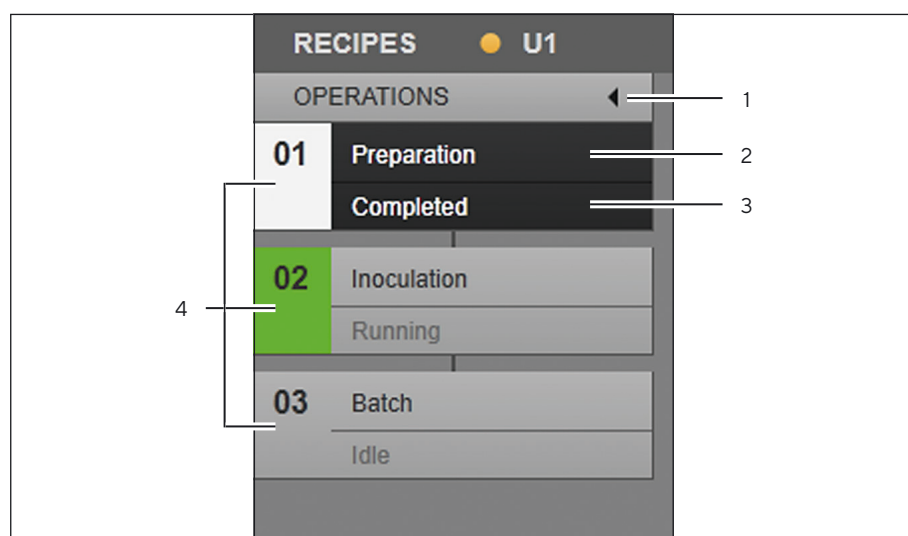 RECIPES U1
OPERATIONS
1
01 Preparation
2
Completed
3
02 Inoculation
4
Running
03 Batch
Idle